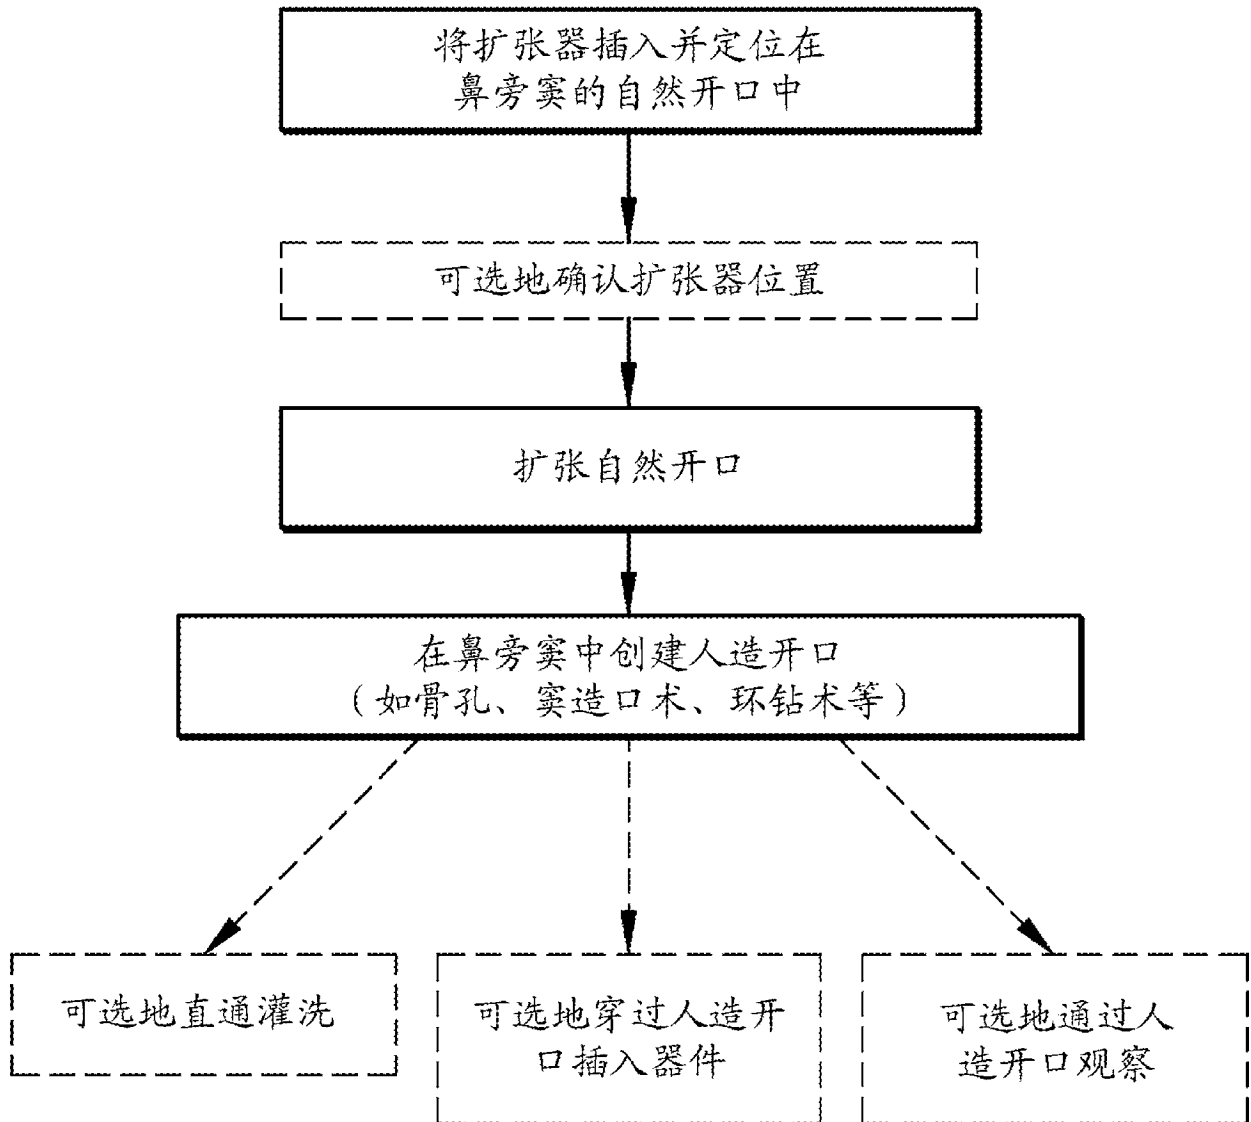 将扩张器插入并定位在
鼻旁窦的自然开口中
可选地确认扩张器位置
扩张自然开口
在鼻旁窦中创建人造开口
（如骨孔、窦造口术、环钻术等）
可选地直通灌洗
可选地穿过人造开
口插入器件
可选地通过人
造开口观察